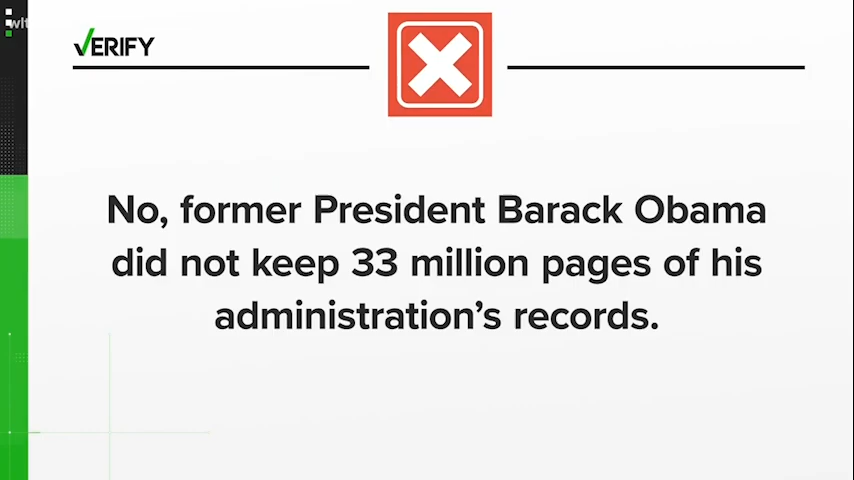 VERIFY
No, former President Barack Obama
did not keep 33 million pages of his
administration's records.